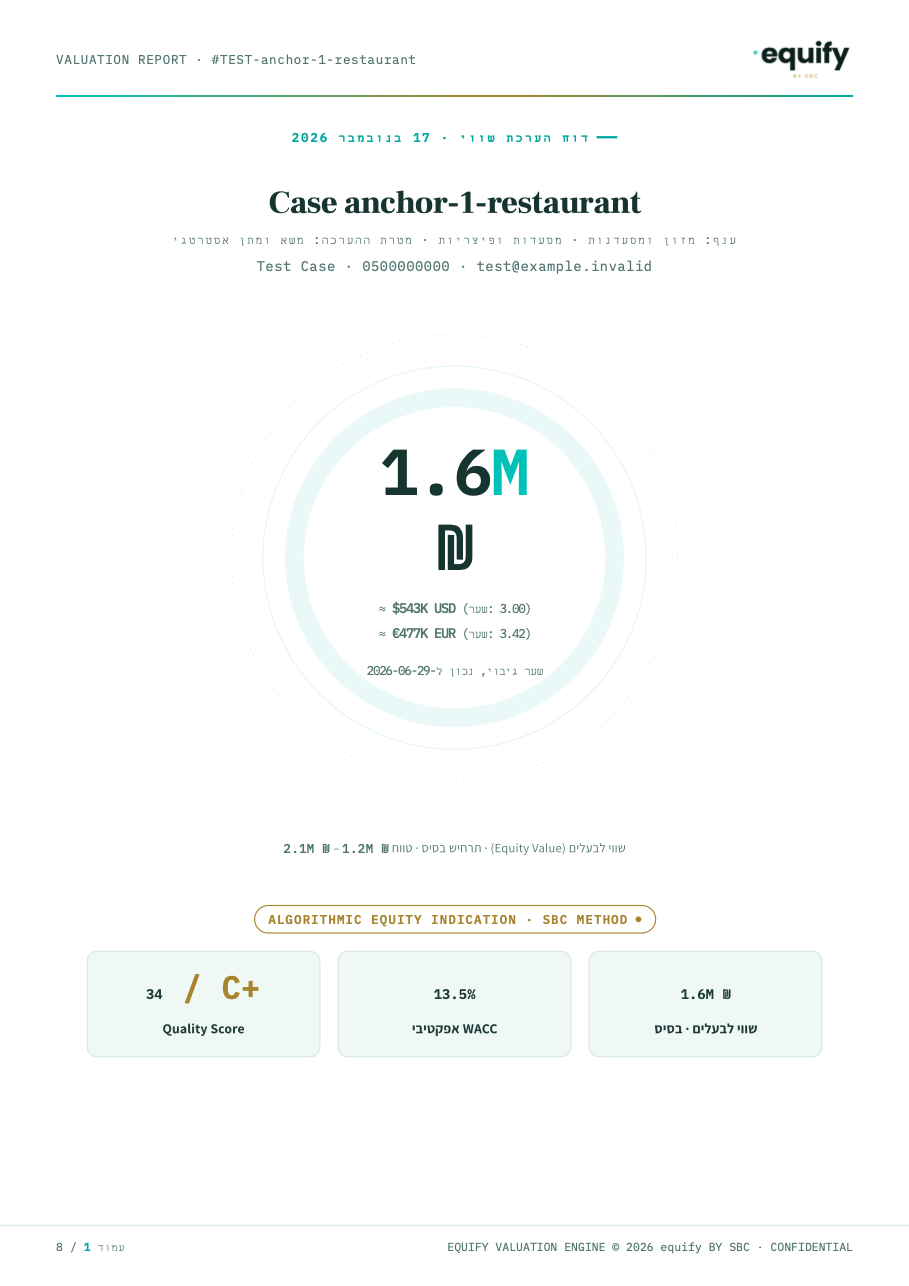 VALUATION REPORT · #TEST-anchor-1-restaurant
equify
BY SBC
דוח הערכת שווי · 17 בנובמבר 2026
Case anchor-1-restaurant
ענף: מזון ומסעדנות · מסעדות ופיצריות · מטרת ההערכה: משא ומתן אסטרטגי
Test Case · 0500000000 · test@example.invalid
1.6M
₪
≈ $543K USD (שער: 3.00)
≈ €477K EUR (שער: 3.42)
שער גיבוי, נכון ל-2026-06-29
שווי לבעלים (Equity Value) · תרחיש בסיס · טווח ₪ 1.2M – ₪ 2.1M
ALGORITHMIC EQUITY INDICATION · SBC METHOD
1.6M ₪
שווי לבעלים · בסיס
13.5%
WACC אפקטיבי
34 / C+
Quality Score
עמוד 1 / 8
EQUIFY VALUATION ENGINE © 2026 equify BY SBC · CONFIDENTIAL